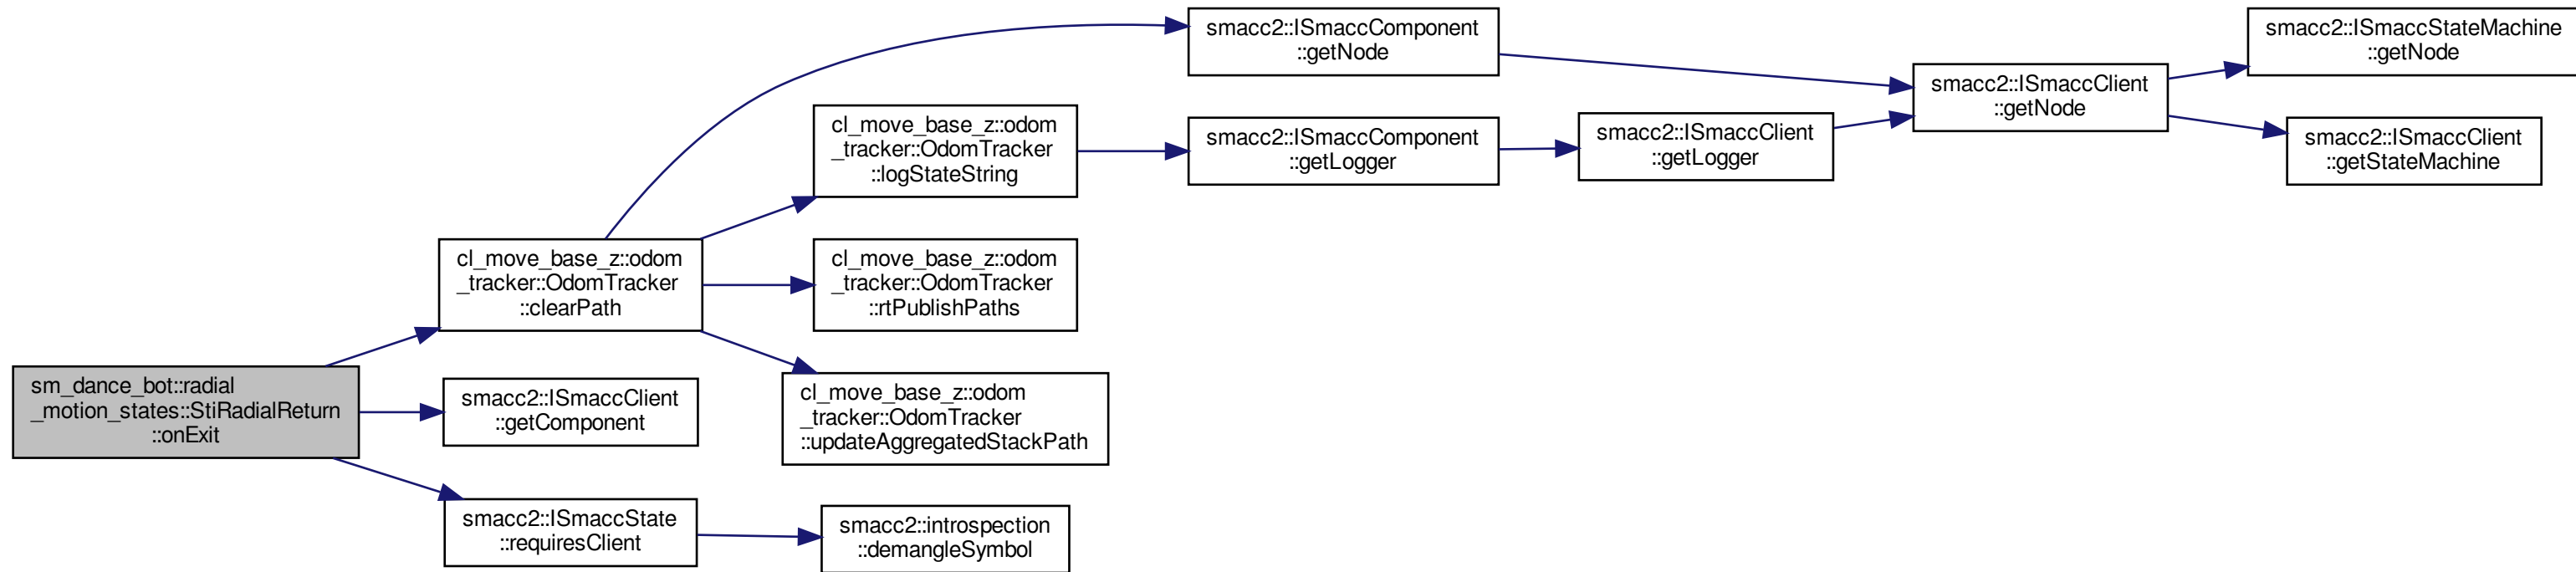 sm_dance_bot::radial
_motion_states::StiRadialReturn
::onExit
cl_move_base_z::odom
_tracker::OdomTracker
::clearPath
smacc2::ISmaccClient
::getComponent
smacc2::ISmaccState
::requiresClient
smacc2::ISmaccComponent
::getNode
cl_move_base_z::odom
_tracker::OdomTracker
::logStateString
cl_move_base_z::odom
_tracker::OdomTracker
::rtPublishPaths
cl_move_base_z::odom
_tracker::OdomTracker
::updateAggregatedStackPath
smacc2::introspection
::demangleSymbol
smacc2::ISmaccComponent
::getLogger
smacc2::ISmaccClient
::getLogger
smacc2::ISmaccClient
::getNode
smacc2::ISmaccStateMachine
::getNode
smacc2::ISmaccClient
::getStateMachine